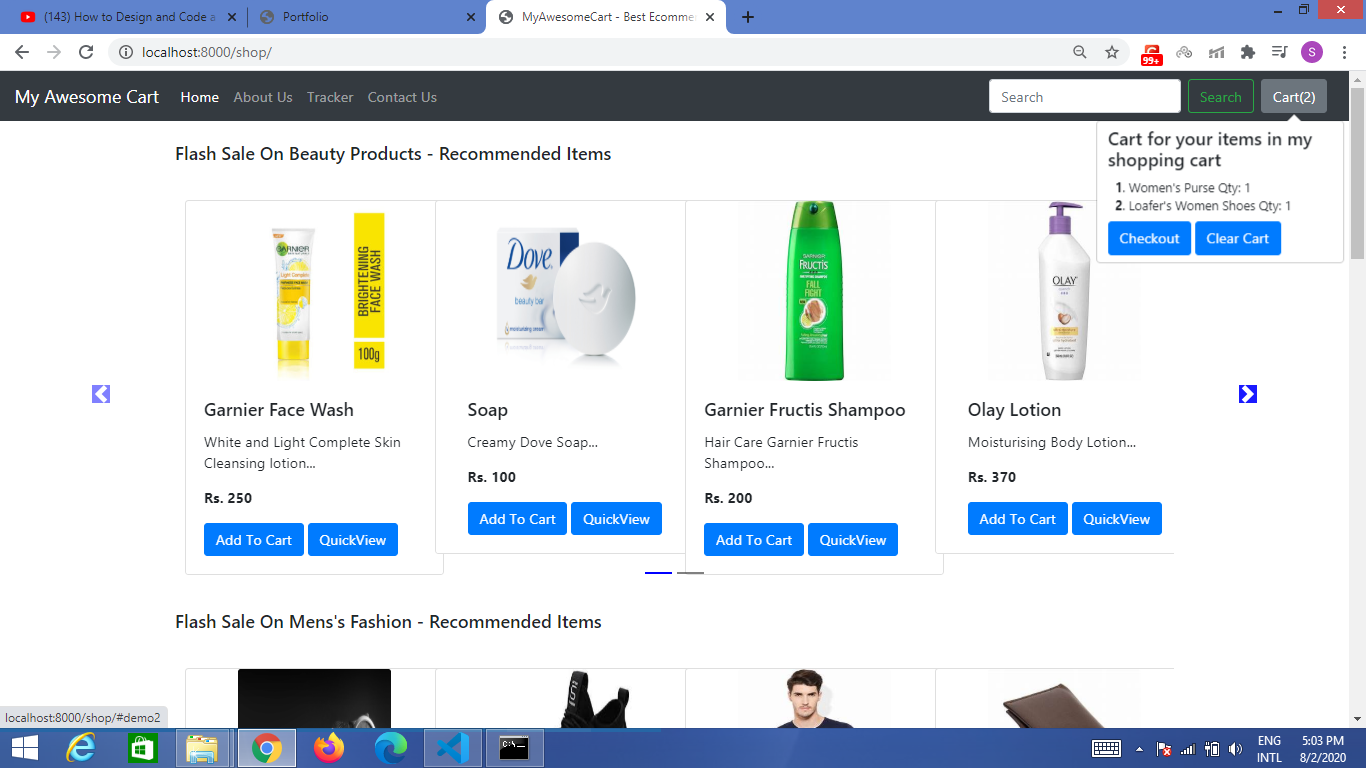 (143) How to Design and Code a
Portfolio
MyAwesomeCart - Best Ecomme
localhost:8000/shop/
99+
S
My Awesome Cart
Home
About Us
Tracker
Contact Us
Search
Search
Cart(2)
Cart for your items in my
shopping cart
1. Women's Purse Qty: 1
2. Loafer's Women Shoes Qty: 1
Checkout
Clear Cart
Flash Sale On Beauty Products - Recommended Items
GARNIER
Light Complete
BRIGHTENING
FACE WASH
100g
Dove
beauty bar
GARNIER
FRUCTIS
FALL
FIGHT
OLAY
Garnier Face Wash
White and Light Complete Skin
Cleansing lotion...
Rs. 250
Add To Cart
QuickView
Soap
Creamy Dove Soap...
Rs. 100
Add To Cart
QuickView
Garnier Fructis Shampoo
Hair Care Garnier Fructis
Shampoo...
Rs. 200
Add To Cart
QuickView
Olay Lotion
Moisturising Body Lotion...
Rs. 370
Add To Cart
QuickView
Flash Sale On Mens's Fashion - Recommended Items
localhost:8000/shop/#demo2
ENG
INTL
5:03 PM
8/2/2020